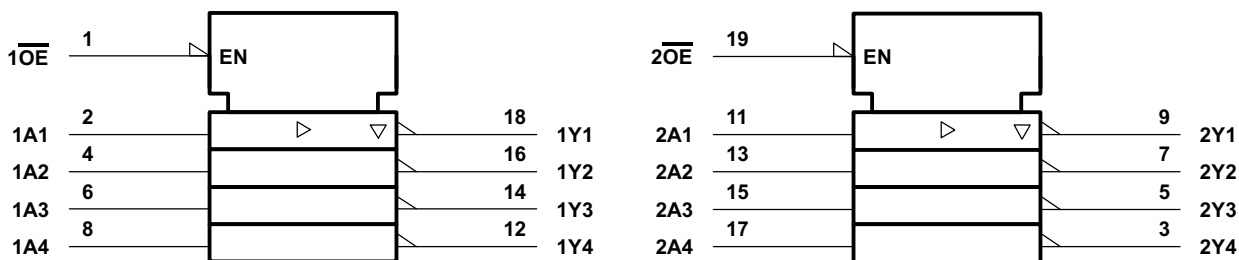 1 19
1OE EN 2OE EN
2 18 11 9
1A1 1Y1 2A1 2Y1
4 16 13 7
1A2 1Y2 2A2 2Y2
6 14 15 5
1A3 1Y3 2A3 2Y3
8 12 17 3
1A4 1Y4 2A4 2Y4